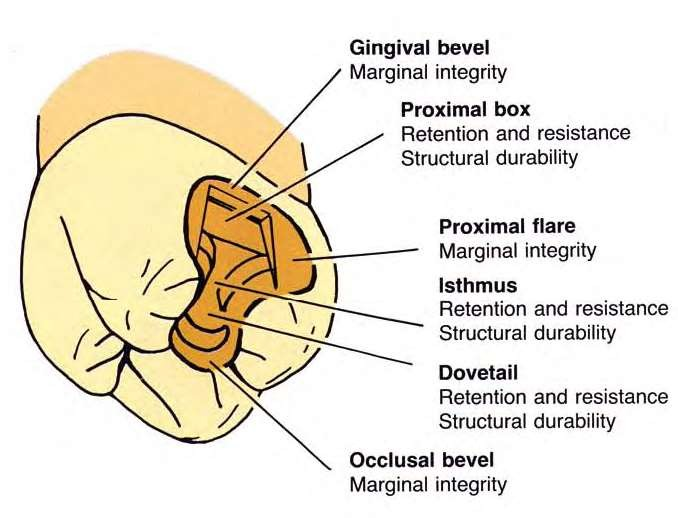 Gingival bevel
Marginal integrity
Proximal box
Retention and resistance
Structural durability
Proximal flare
Marginal integrity
Isthmus
Retention and resistance
Structural durability
Dovetail
Retention and resistance
Structural durability
Occlusal bevel
Marginal integrity